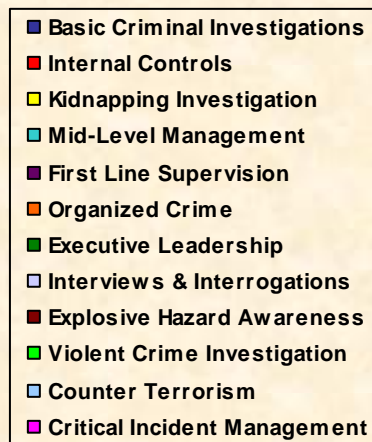 Basic Criminal Investigations
Internal Controls
Kidnapping Investigation
Mid-Level Management
First Line Supervision
Organized Crime
Executive Leadership
Interviews & Interrogations
Explosive Hazard Awareness
Violent Crime Investigation
Counter Terrorism
Critical Incident Management